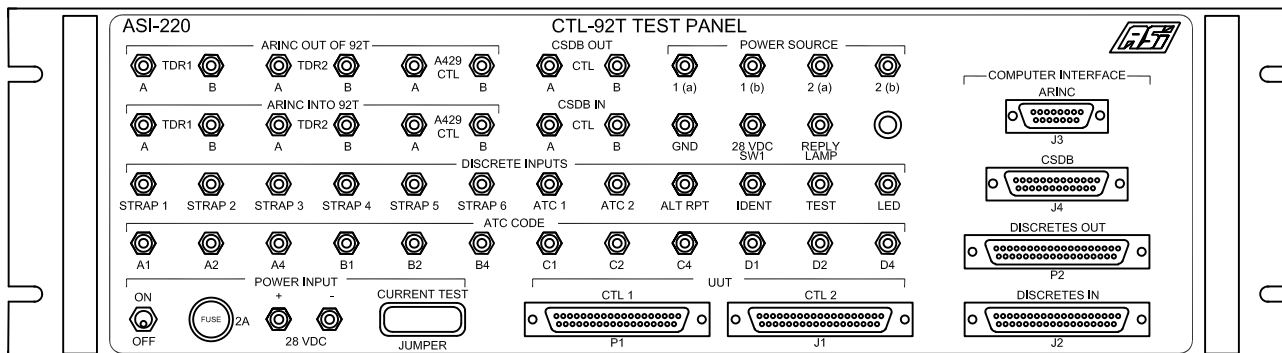 ASI-220 CTL-92T TEST PANEL ASI
ARINC OUT OF 92T CSDB OUT POWER SOURCE
TDR1 TDR2 A429 CTL CTL
A B A B A B A B 1 (a) 1 (b) 2 (a) 2 (b)
ARINC INTO 92T CSDB IN
TDR1 TDR2 A429 CTL CTL
A B A B A B A B GND 28 VDC SW1 REPLY LAMP
DISCRETE INPUTS
STRAP 1 STRAP 2 STRAP 3 STRAP 4 STRAP 5 STRAP 6 ATC 1 ATC 2 ALT RPT IDENT TEST LED
ATC CODE
A1 A2 A4 B1 B2 B4 C1 C2 C4 D1 D2 D4
POWER INPUT
ON + - CURRENT TEST
FUSE 2A
OFF 28 VDC JUMPER
UUT
CTL 1 CTL 2
P1 J1
COMPUTER INTERFACE
ARINC
J3
CSDB
J4
DISCRETES OUT
P2
DISCRETES IN
J2